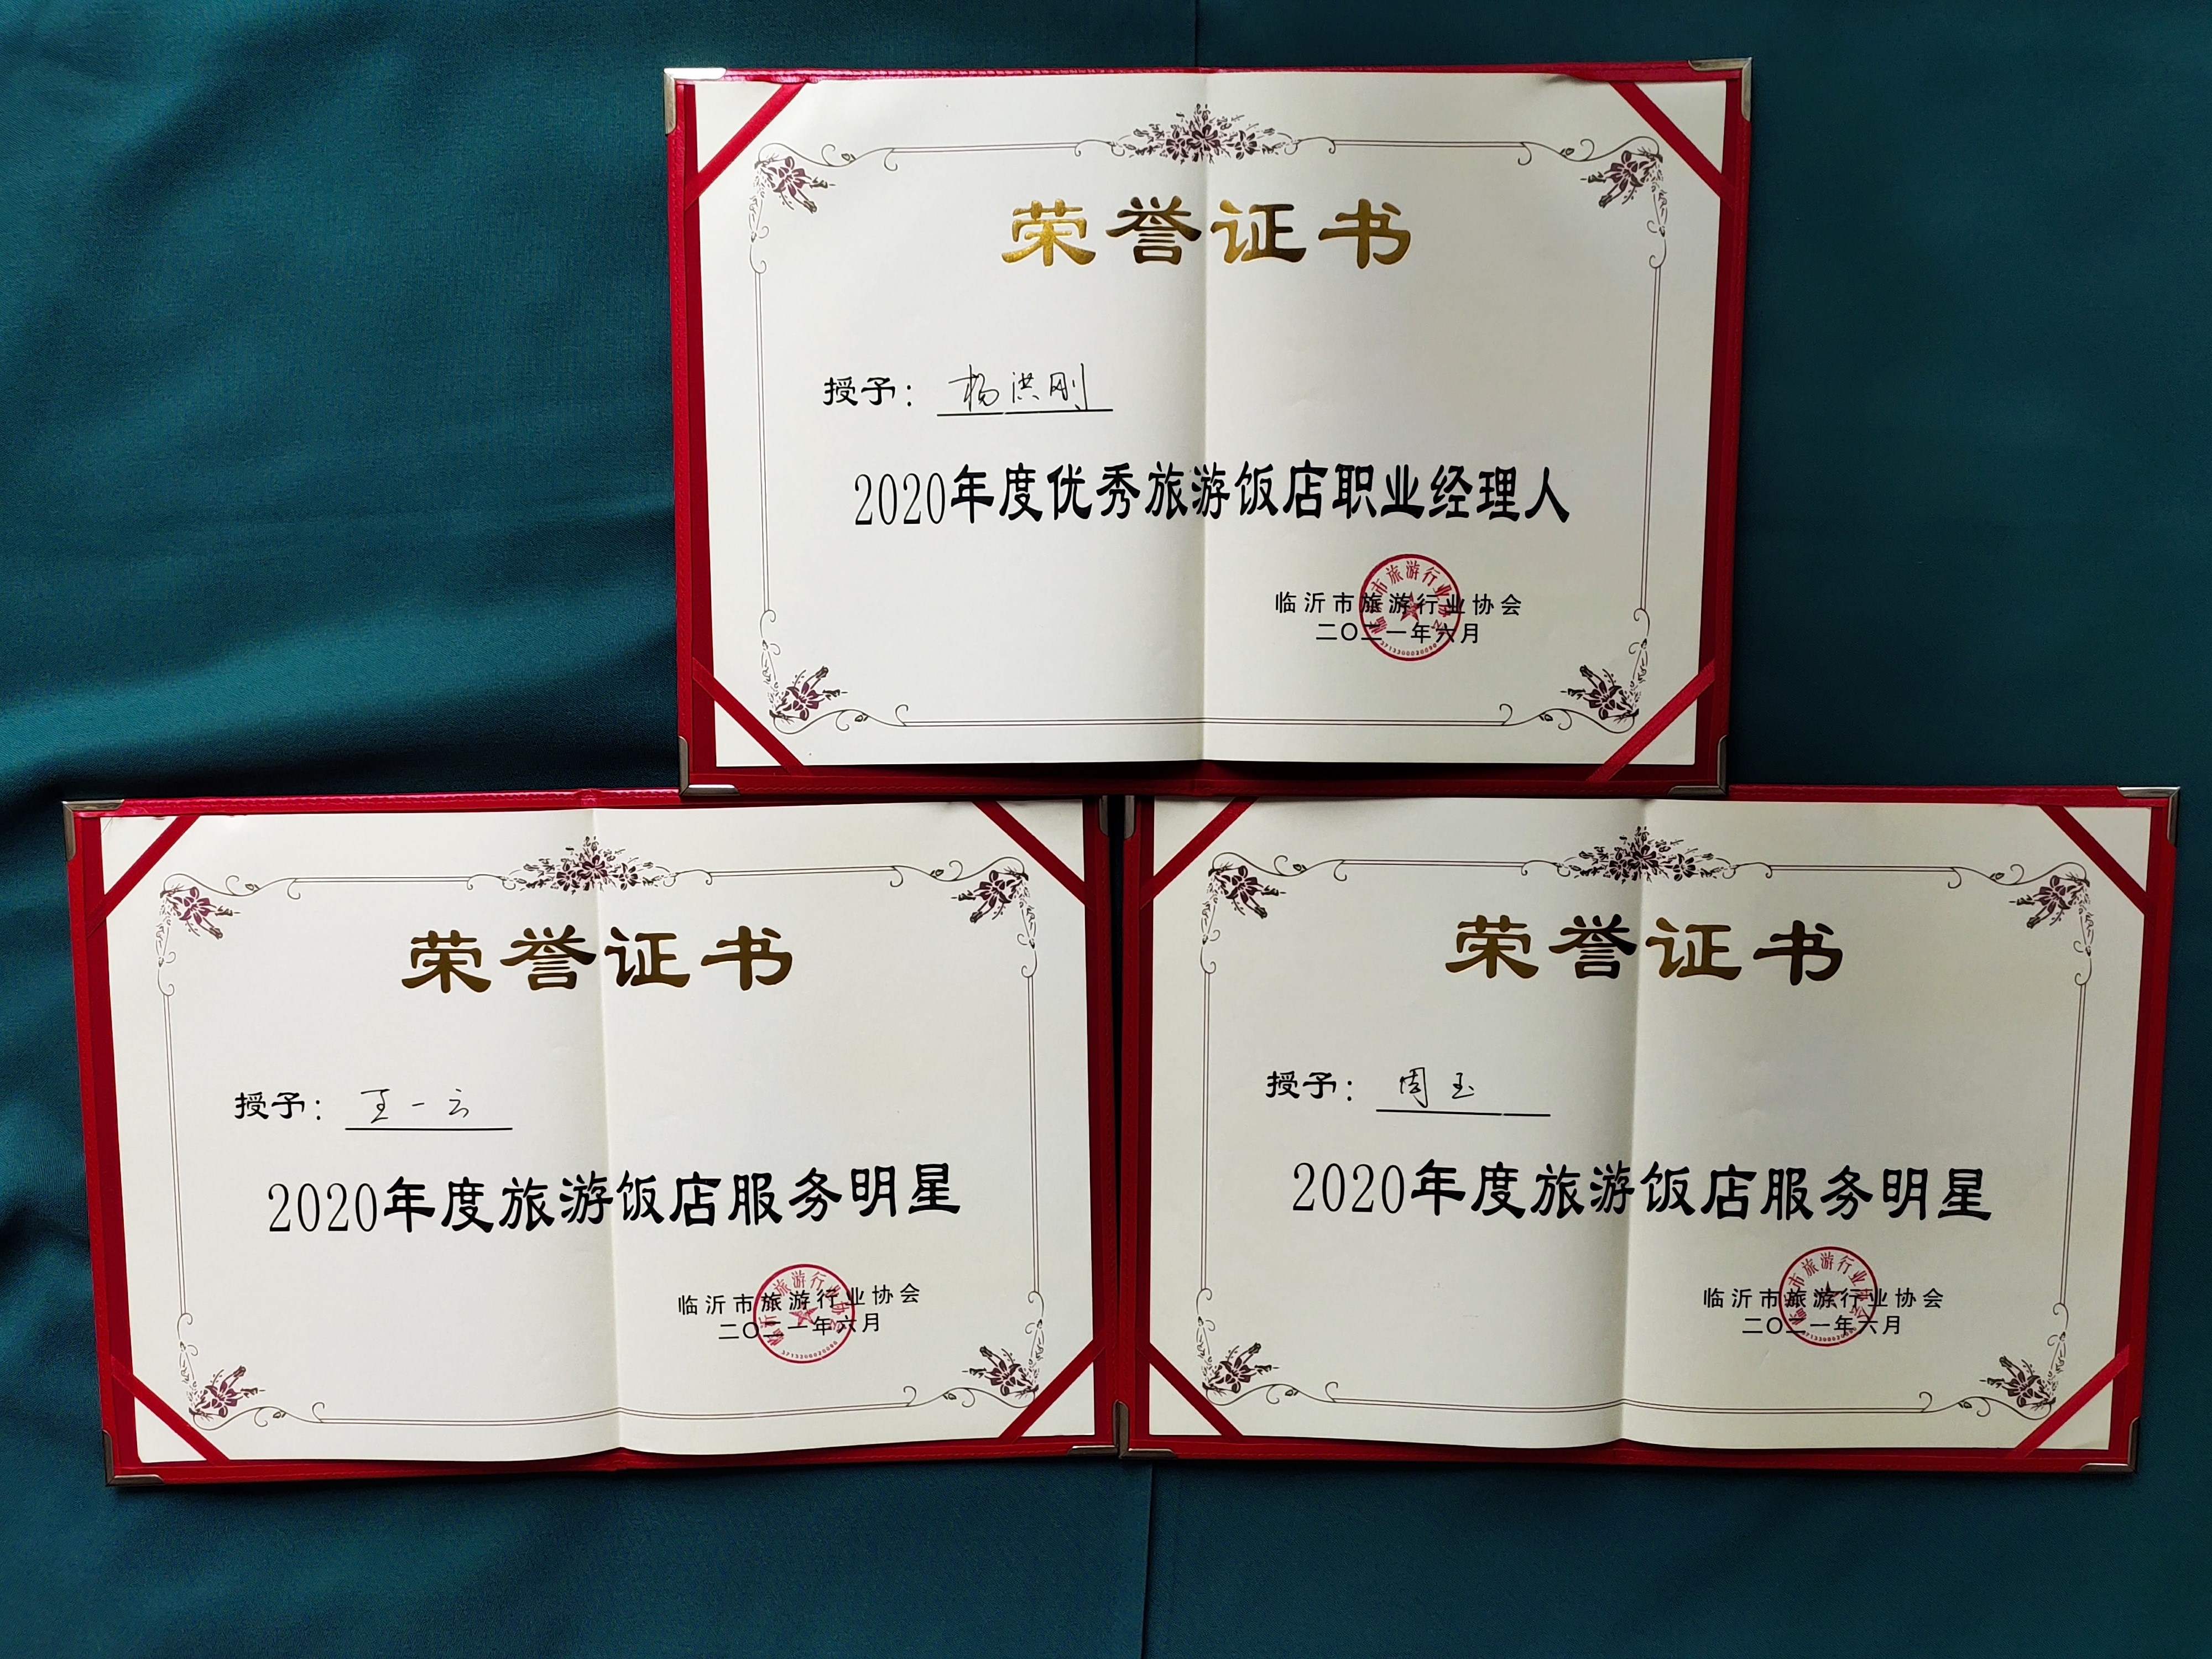 荣誉证书
授予：杨洪刚
2020年度优秀旅游饭店职业经理人
临沂市旅游行业协会
二〇二一年六月
荣誉证书
授予：王一云
2020年度旅游饭店服务明星
临沂市旅游行业协会
二〇二一年六月
荣誉证书
授予：周玉
2020年度旅游饭店服务明星
临沂市旅游行业协会
二〇二一年六月